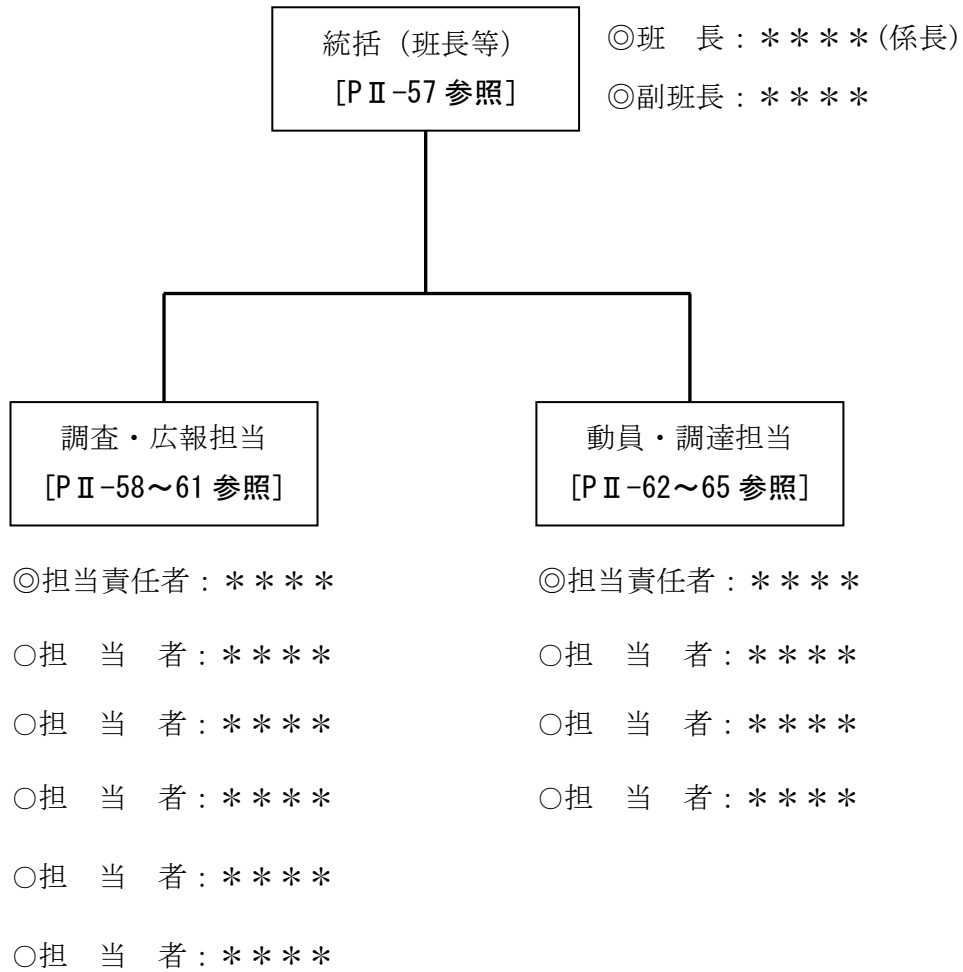 統括（班長等）
［PⅡ-57 参照］
◎班　長：＊＊＊＊(係長)
◎副班長：＊＊＊＊
調査・広報担当
［PⅡ-58～61 参照］
◎担当責任者：＊＊＊＊
○担　当　者：＊＊＊＊
○担　当　者：＊＊＊＊
○担　当　者：＊＊＊＊
○担　当　者：＊＊＊＊
○担　当　者：＊＊＊＊
動員・調達担当
［PⅡ-62～65 参照］
◎担当責任者：＊＊＊＊
○担　当　者：＊＊＊＊
○担　当　者：＊＊＊＊
○担　当　者：＊＊＊＊